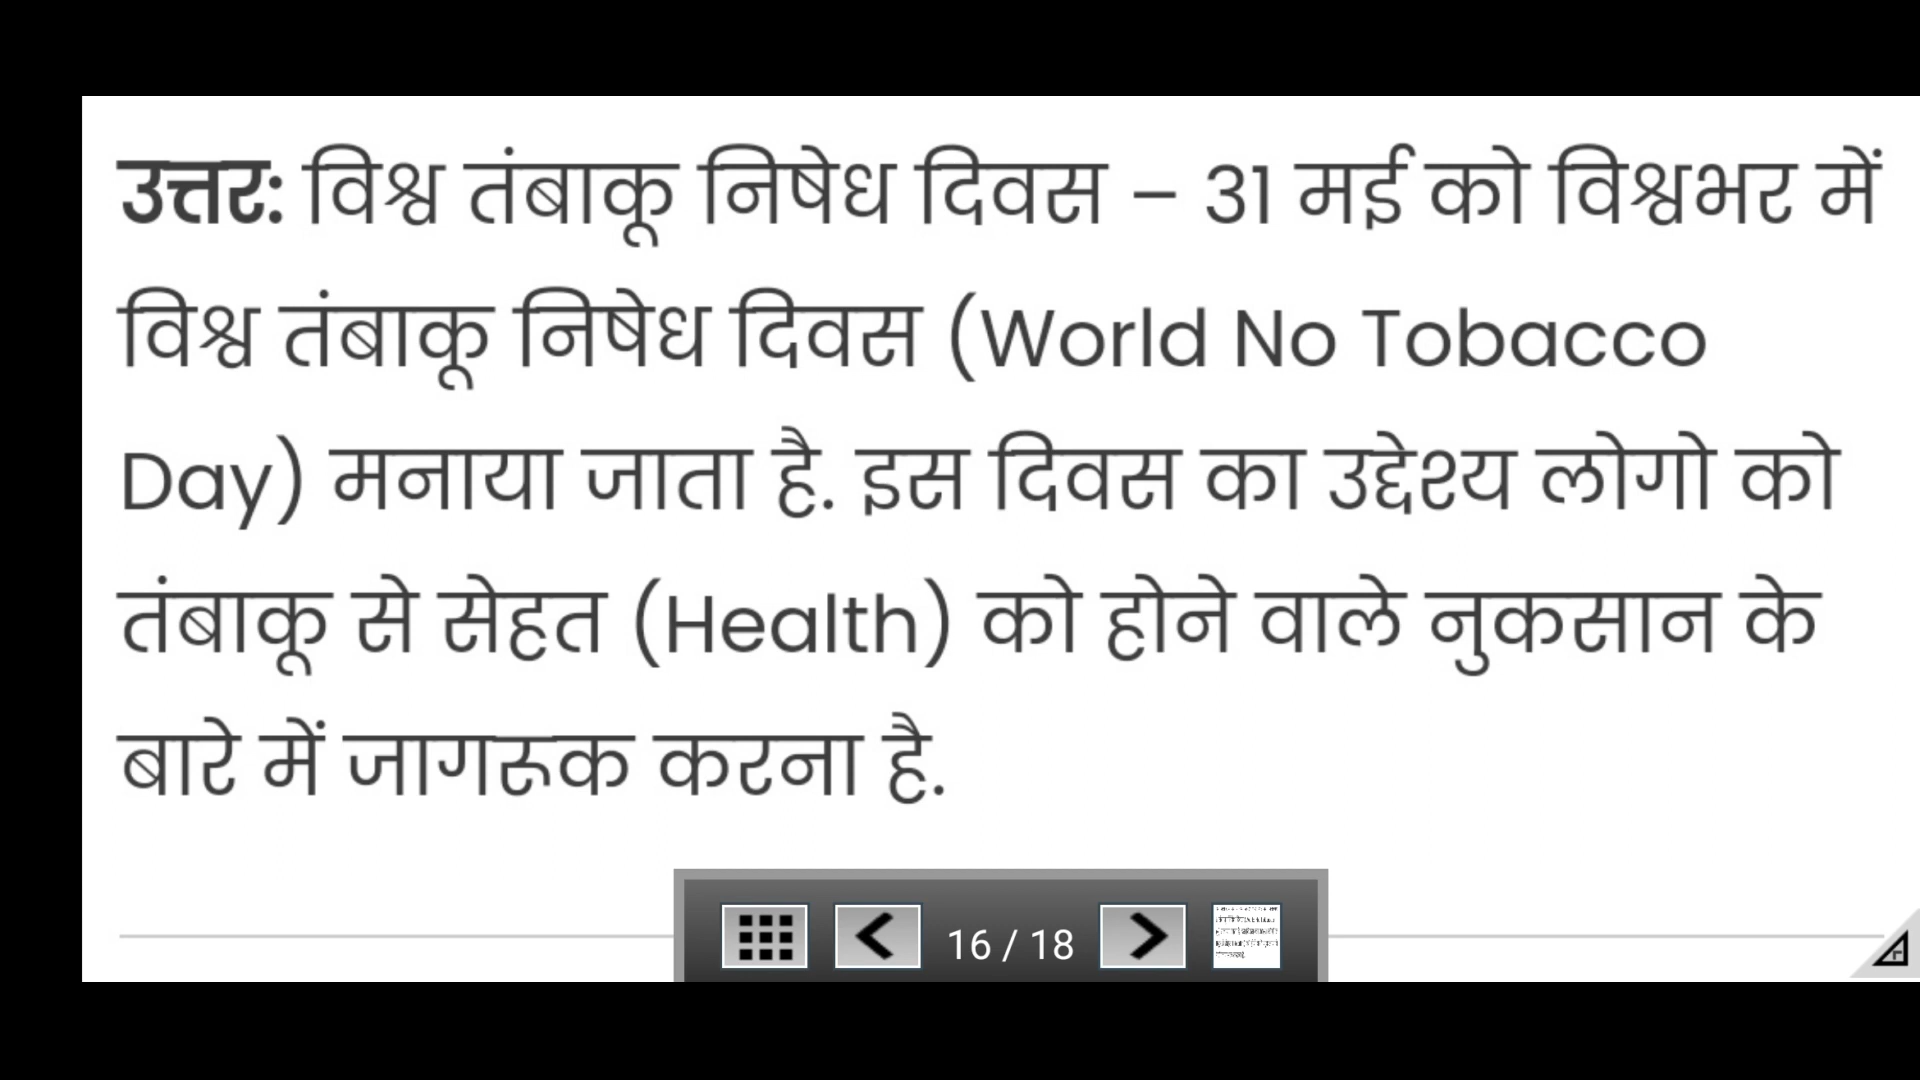 उत्तर: विश्व तंबाकू निषेध दिवस – 31 मई को विश्वभर में
विश्व तंबाकू निषेध दिवस (World No Tobacco
Day) मनाया जाता है. इस दिवस का उद्देश्य लोगो को
तंबाकू से सेहत (Health) को होने वाले नुकसान के
बारे में जागरूक करना है.
16 / 18